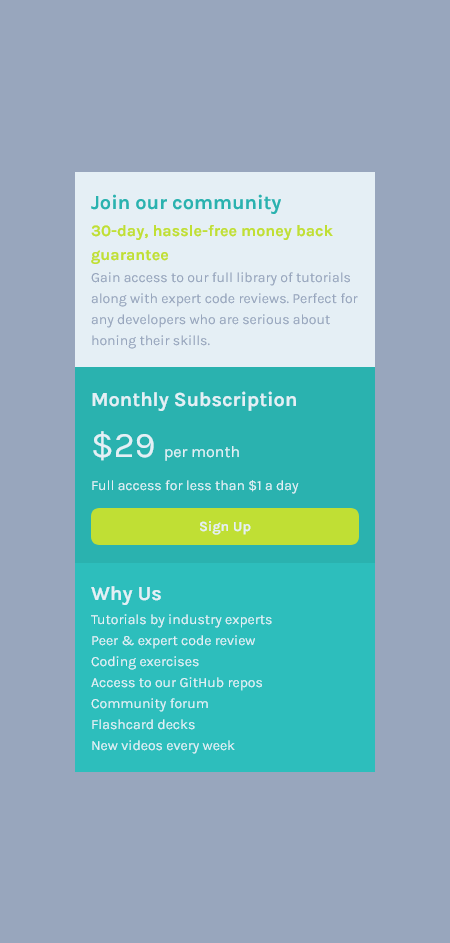 Join our community
30-day, hassle-free money back
guarantee
Gain access to our full library of tutorials
along with expert code reviews. Perfect for
any developers who are serious about
honing their skills.
Monthly Subscription
$29 per month
Full access for less than $1 a day
Sign Up
Why Us
Tutorials by industry experts
Peer & expert code review
Coding exercises
Access to our GitHub repos
Community forum
Flashcard decks
New videos every week